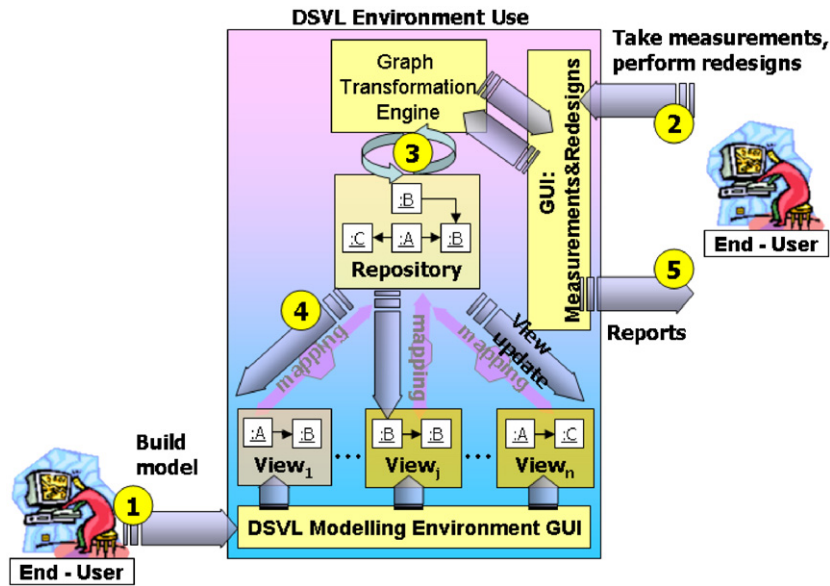 DSVL Environment Use
Graph
Transformation
Engine
GUI:
Measurements&Redesigns
Take measurements,
perform redesigns
2
End - User
3
:B
:C
:A
:B
Repository
5
Reports
4
mapping
mapping
mapping
View
update
:A
:B
View1
...
:B
:B
Viewj
...
:A
:C
Viewn
Build
model
1
End - User
DSVL Modelling Environment GUI